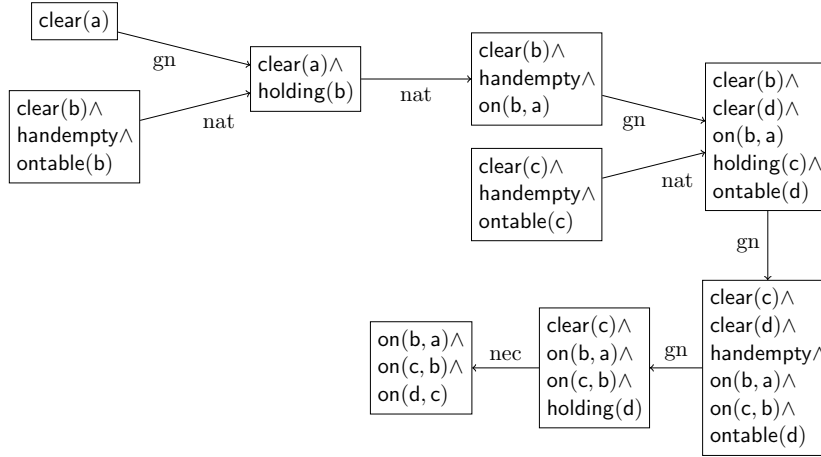 clear(a)
gn
clear(b)∧
handempty∧
ontable(b)
nat
clear(a)∧
holding(b)
nat
clear(b)∧
handempty∧
on(b, a)
gn
clear(c)∧
handempty∧
ontable(c)
nat
clear(b)∧
clear(d)∧
on(b, a)
holding(c)∧
ontable(d)
gn
clear(c)∧
clear(d)∧
handempty∧
on(b, a)∧
on(c, b)∧
ontable(d)
gn
clear(c)∧
on(b, a)∧
on(c, b)∧
holding(d)
nec
on(b, a)∧
on(c, b)∧
on(d, c)